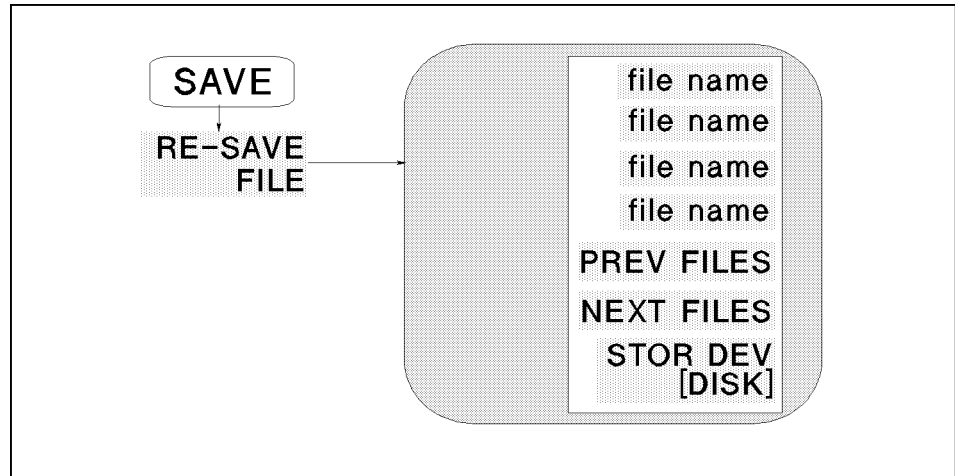 SAVE
RE-SAVE
FILE
file name
file name
file name
file name
PREV FILES
NEXT FILES
STOR DEV
[DISK]